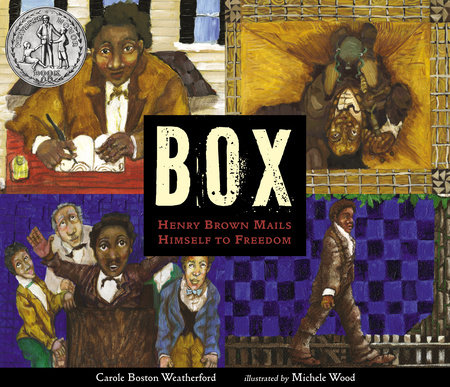 BOX
HENRY BROWN MAILS
HIMSELF TO FREEDOM
Carole Boston Weatherford illustrated by Michele Wood